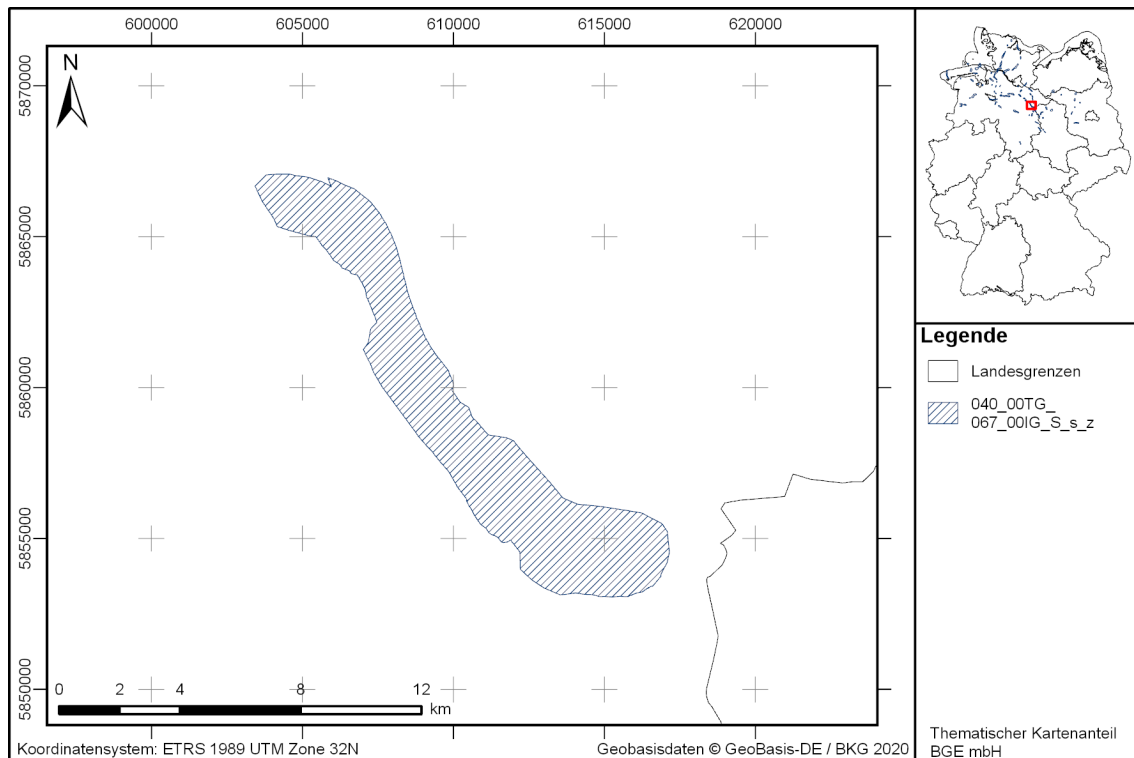 600000 605000 610000 615000 620000
N
5870000
5865000
5860000
5855000
5850000
0 2 4 8 12
km
Koordinatensystem: ETRS 1989 UTM Zone 32N
Geobasisdaten © GeoBasis-DE / BKG 2020
Legende
Landesgrenzen
040_00TG_
067_00IG_S_s_z
Thematischer Kartenanteil
BGE mbH